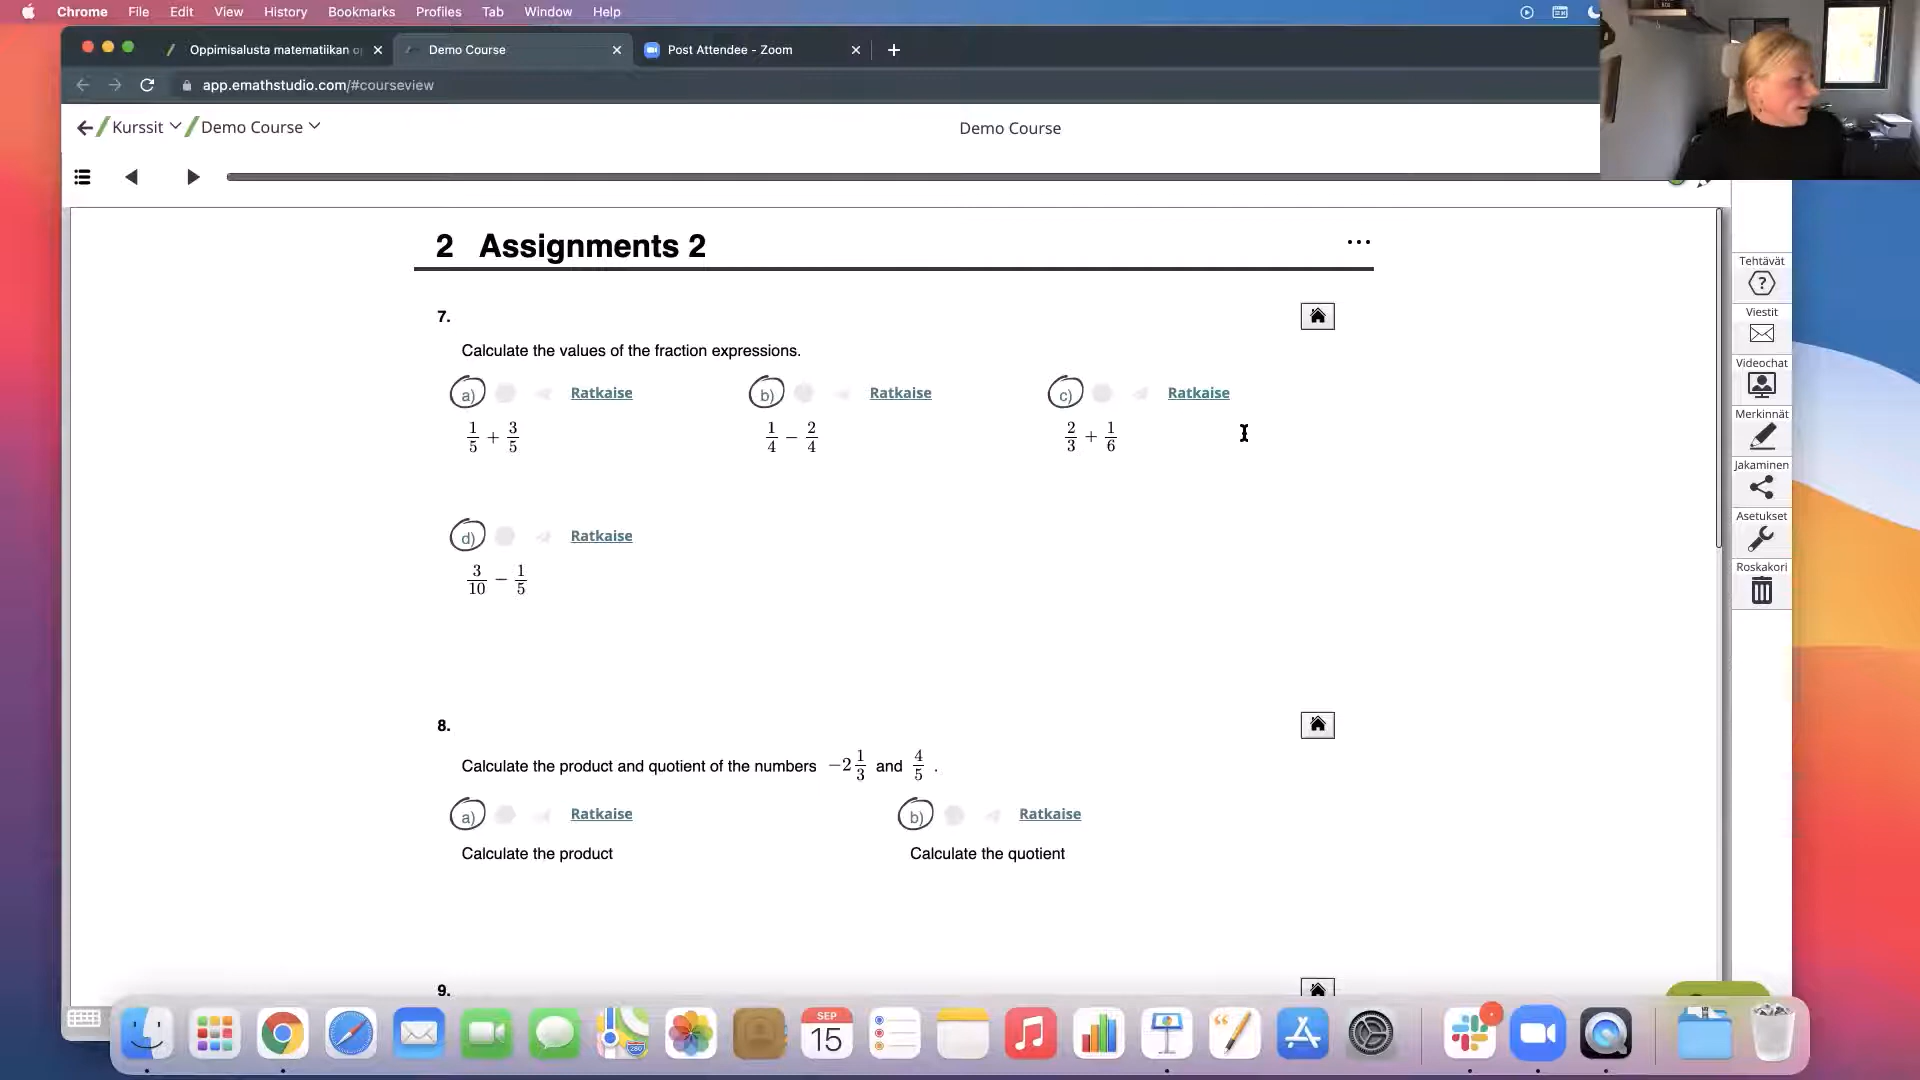 Chrome File Edit View History Bookmarks Profiles Tab Window Help
Oppimisalusta matematiikan o
Demo Course
Post Attendee - Zoom
app.emathstudio.com/#courseview
Kurssit
Demo Course
Demo Course
2 Assignments 2
7.
Calculate the values of the fraction expressions.
a) Ratkaise
b) Ratkaise
c) Ratkaise
1/5 + 3/5
1/4 − 2/4
2/3 + 1/6
d) Ratkaise
3/10 − 1/5
8.
Calculate the product and quotient of the numbers −2 1/3 and 4/5 .
a) Ratkaise
b) Ratkaise
Calculate the product
Calculate the quotient
9.
Tehtävät
?
Viestit
Videochat
Merkinnät
Jakaminen
Asetukset
Roskakori
SEP
15
280